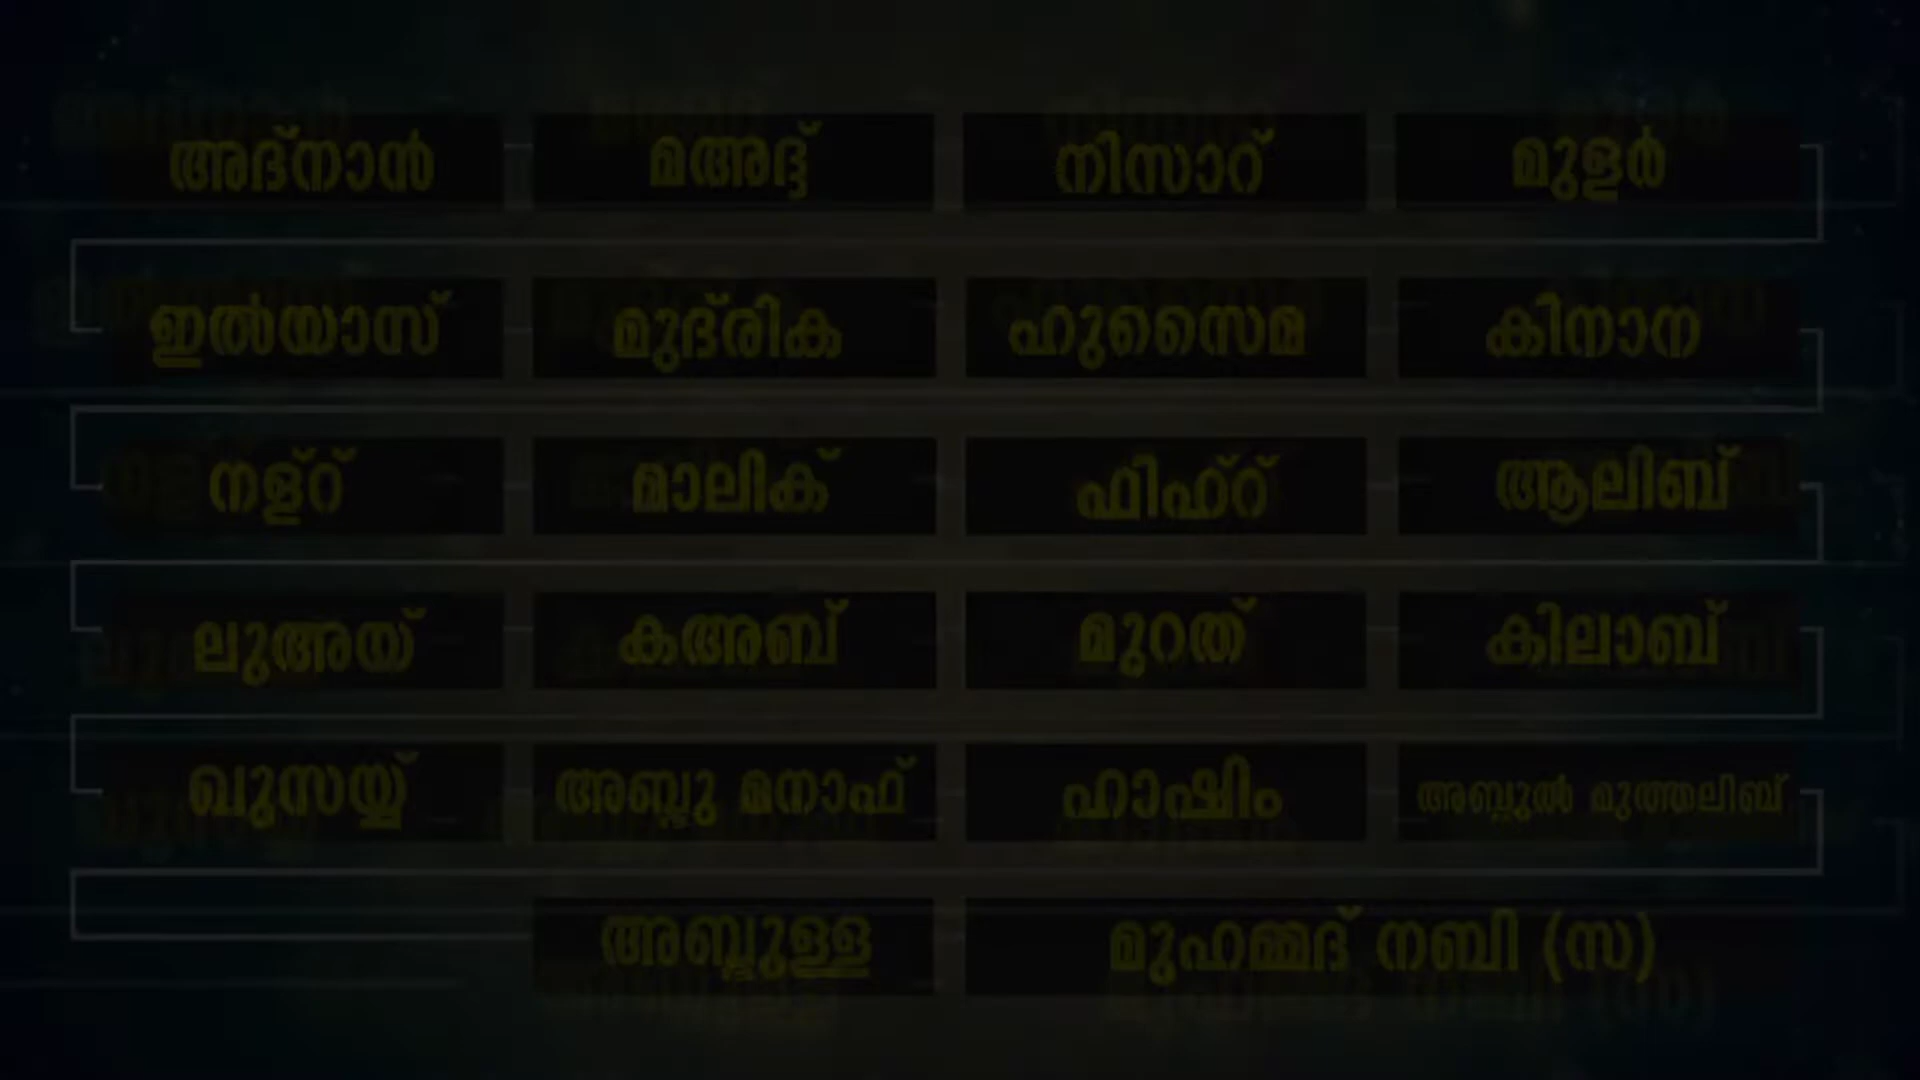 അദ്നാൻ മഅദ്ദ് നിസാറ് മുളർ
ഇൽയാസ് മുദ്‌രിക ഹുസൈമ കിനാന
നള്റ് മാലിക് ഫിഹ്റ് ആലിബ്
ലുഅയ് കഅബ് മുറത് കിലാബ്
ഖുസയ്യ് അബ്ദു മനാഫ് ഹാഷിം അബ്ദുൽ മുത്തലിബ്
അബ്ദുള്ള മുഹമ്മദ് നബി (സ)